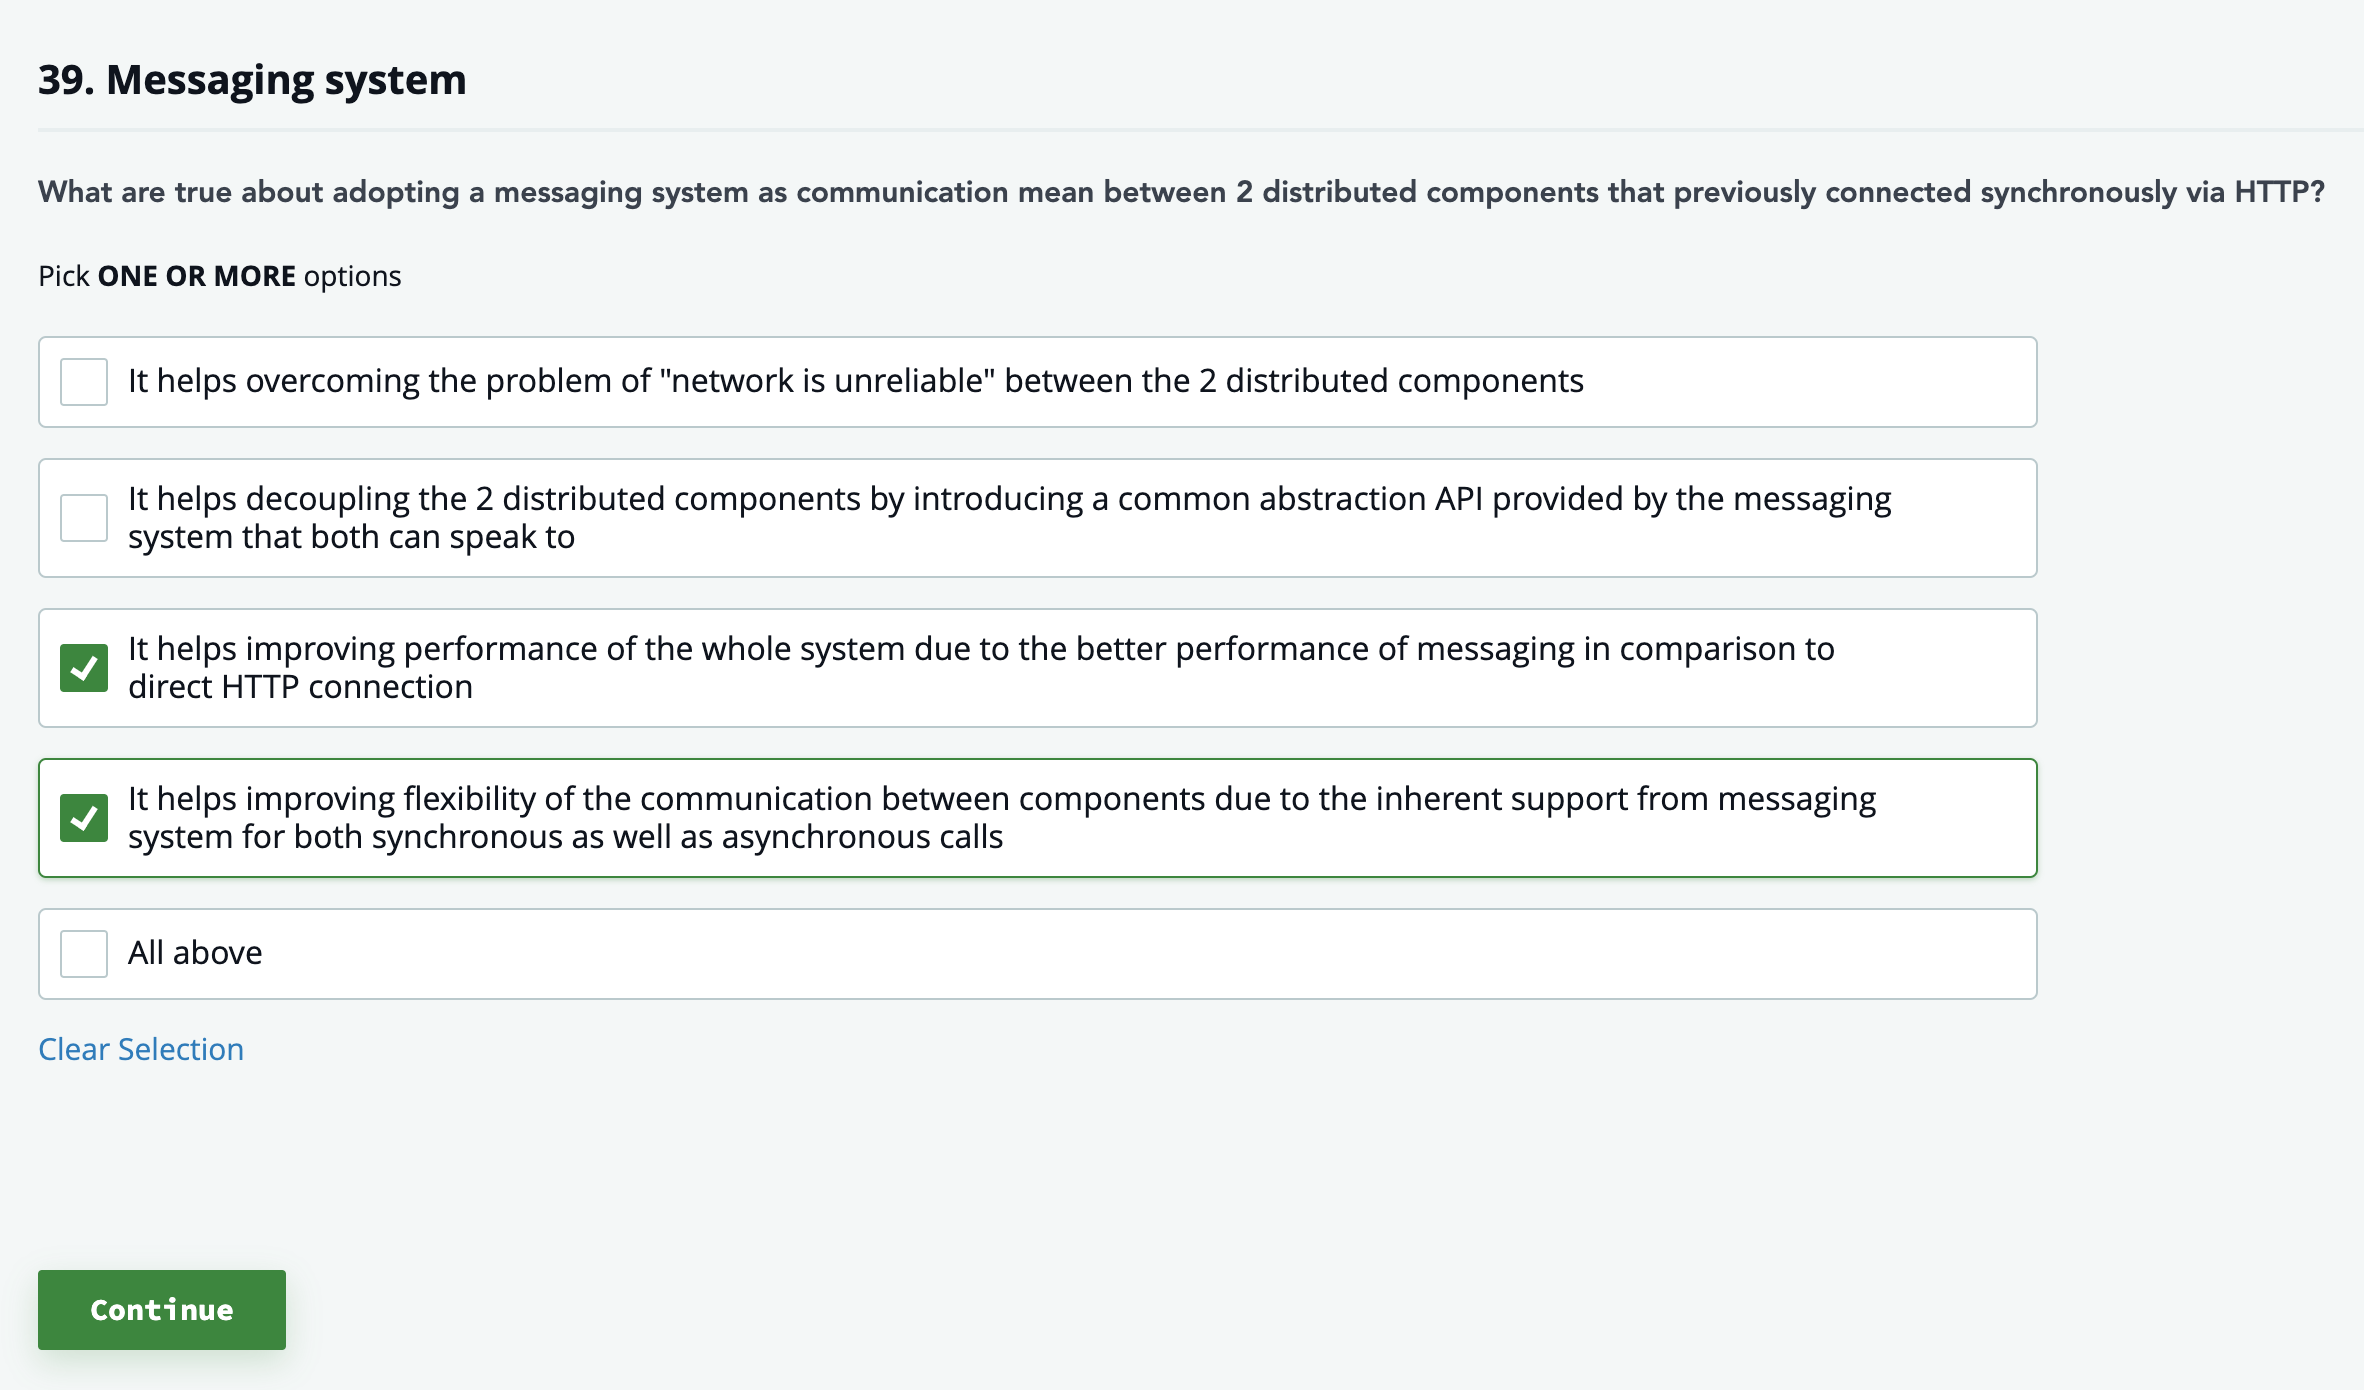 39. Messaging system
What are true about adopting a messaging system as communication mean between 2 distributed components that previously connected synchronously via HTTP?
Pick ONE OR MORE options
It helps overcoming the problem of "network is unreliable" between the 2 distributed components
It helps decoupling the 2 distributed components by introducing a common abstraction API provided by the messaging
system that both can speak to
It helps improving performance of the whole system due to the better performance of messaging in comparison to
direct HTTP connection
It helps improving flexibility of the communication between components due to the inherent support from messaging
system for both synchronous as well as asynchronous calls
All above
Clear Selection
Continue